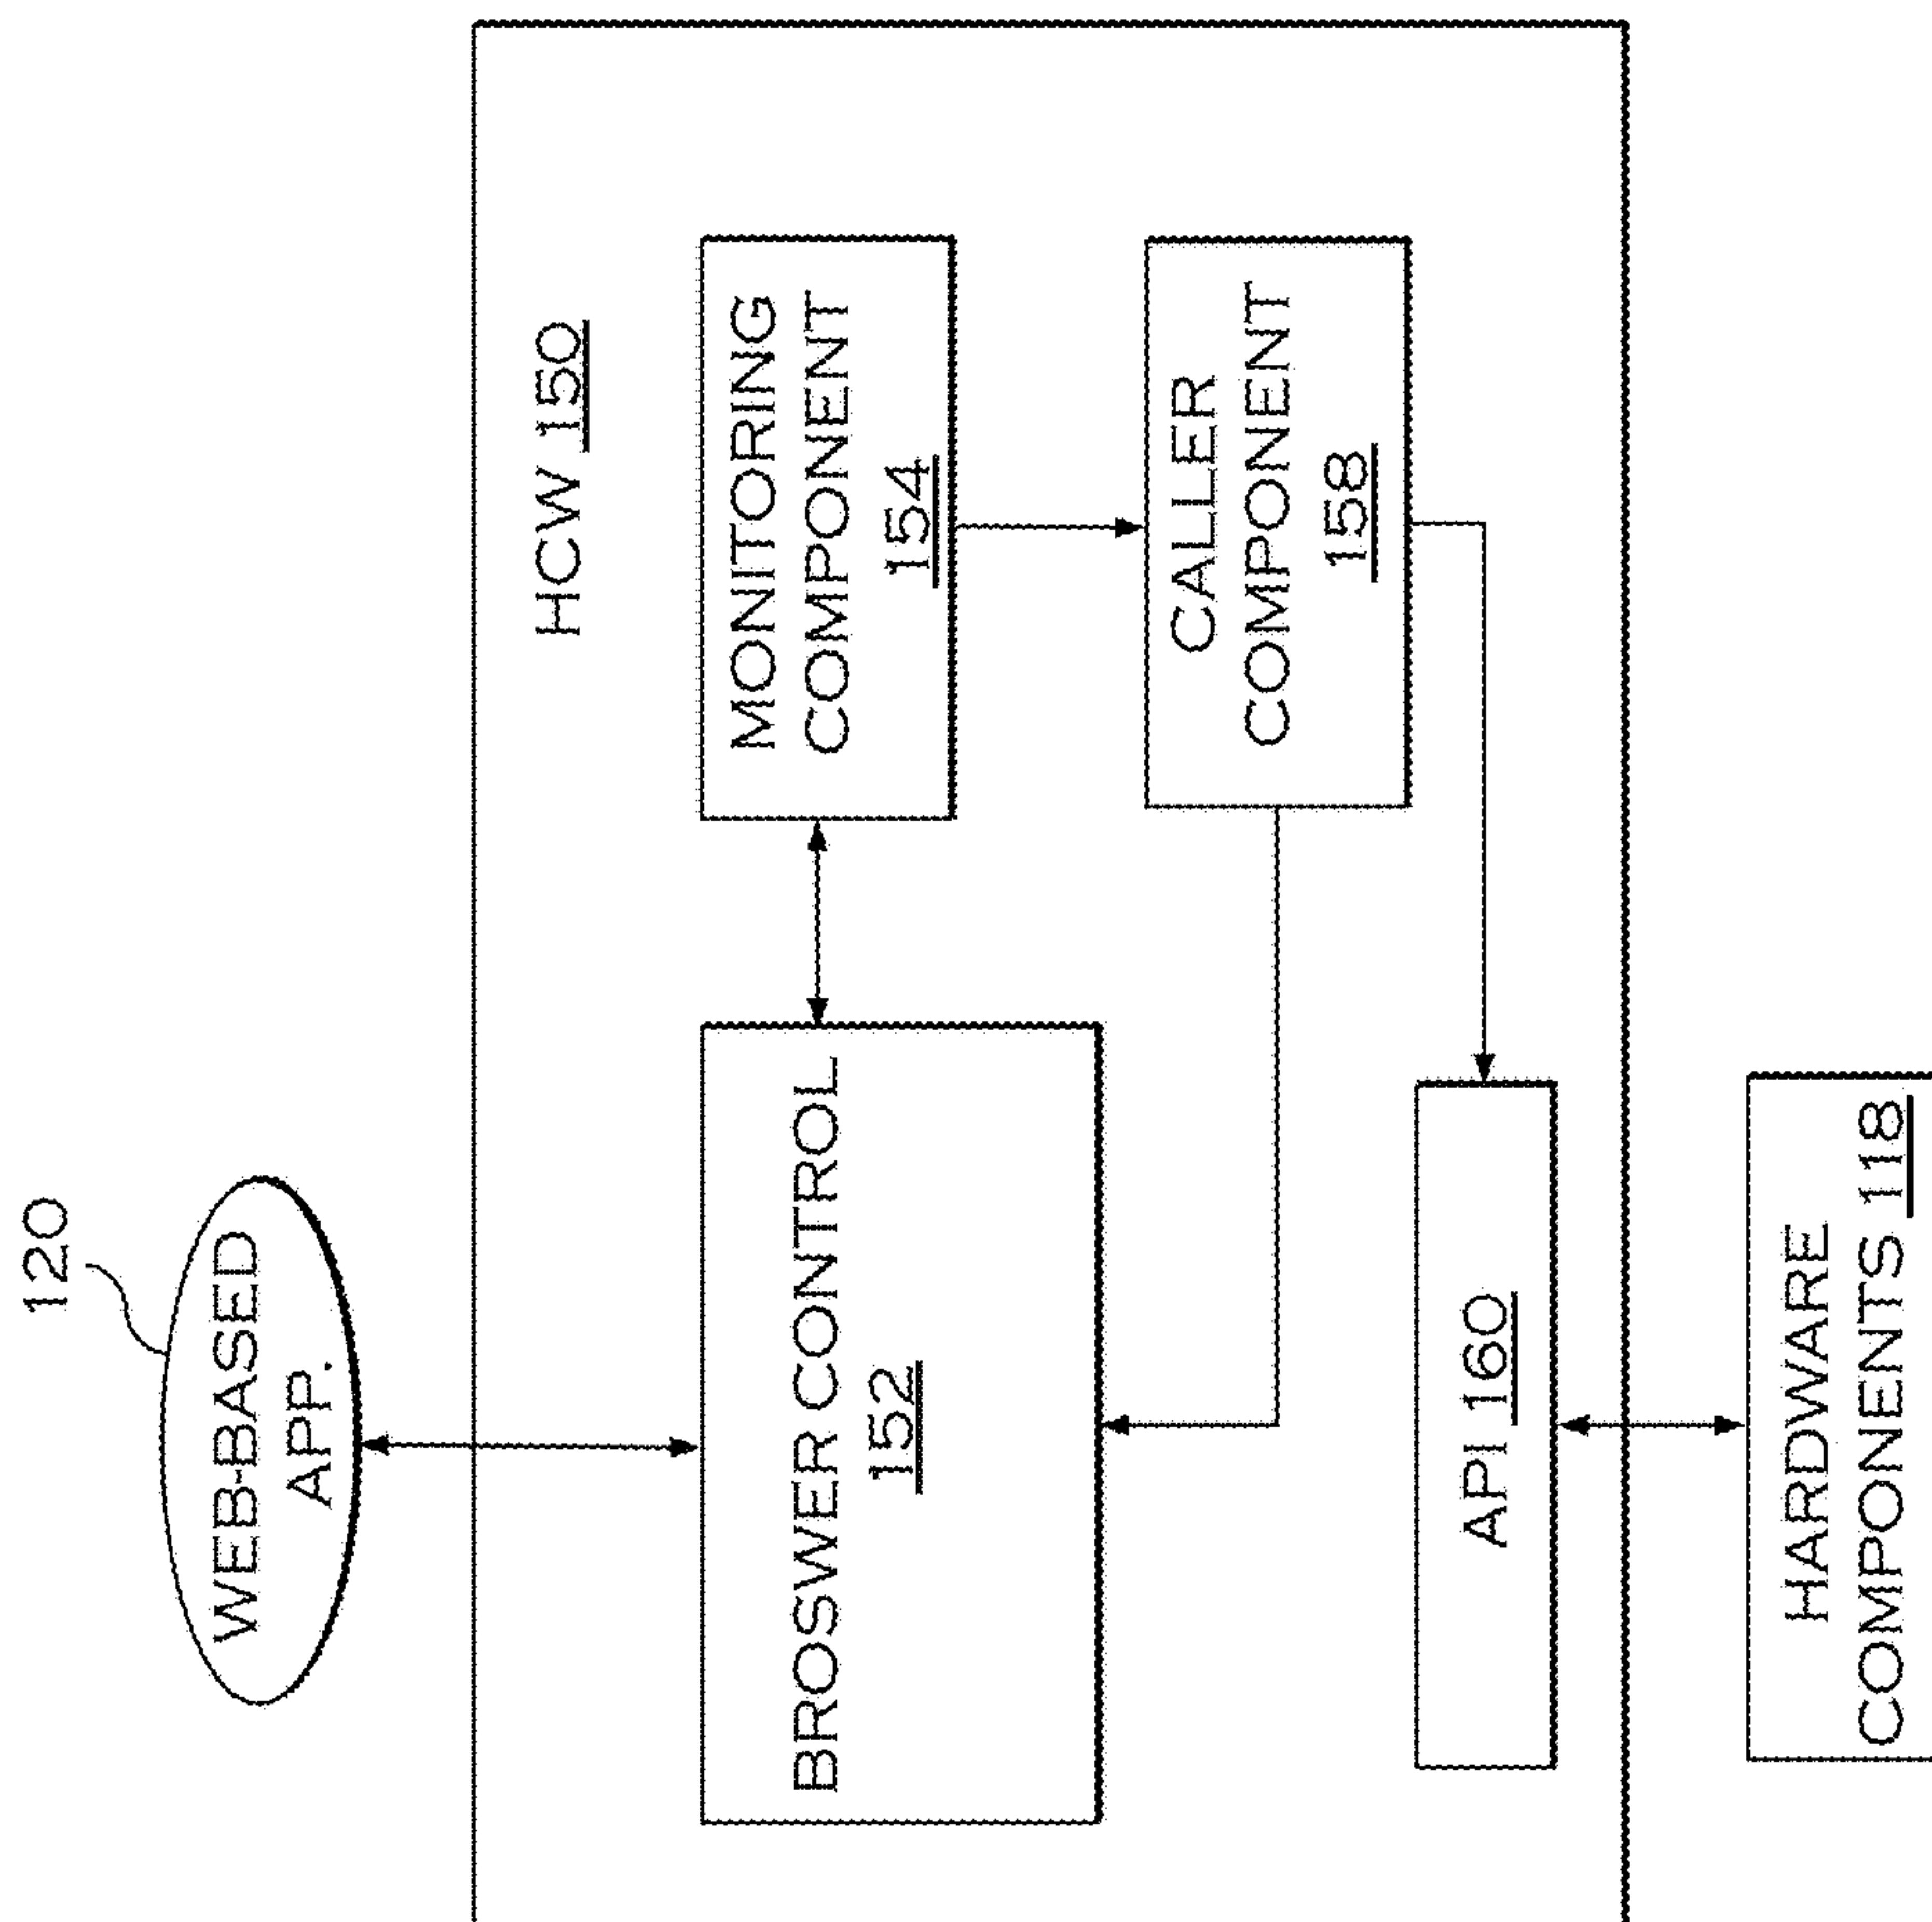 120
WEB-BASED
APP.
HCW 150
BROSWER CONTROL
152
MONITORING
COMPONENT
154
CALLER
COMPONENT
158
API 160
HARDWARE
COMPONENTS 118